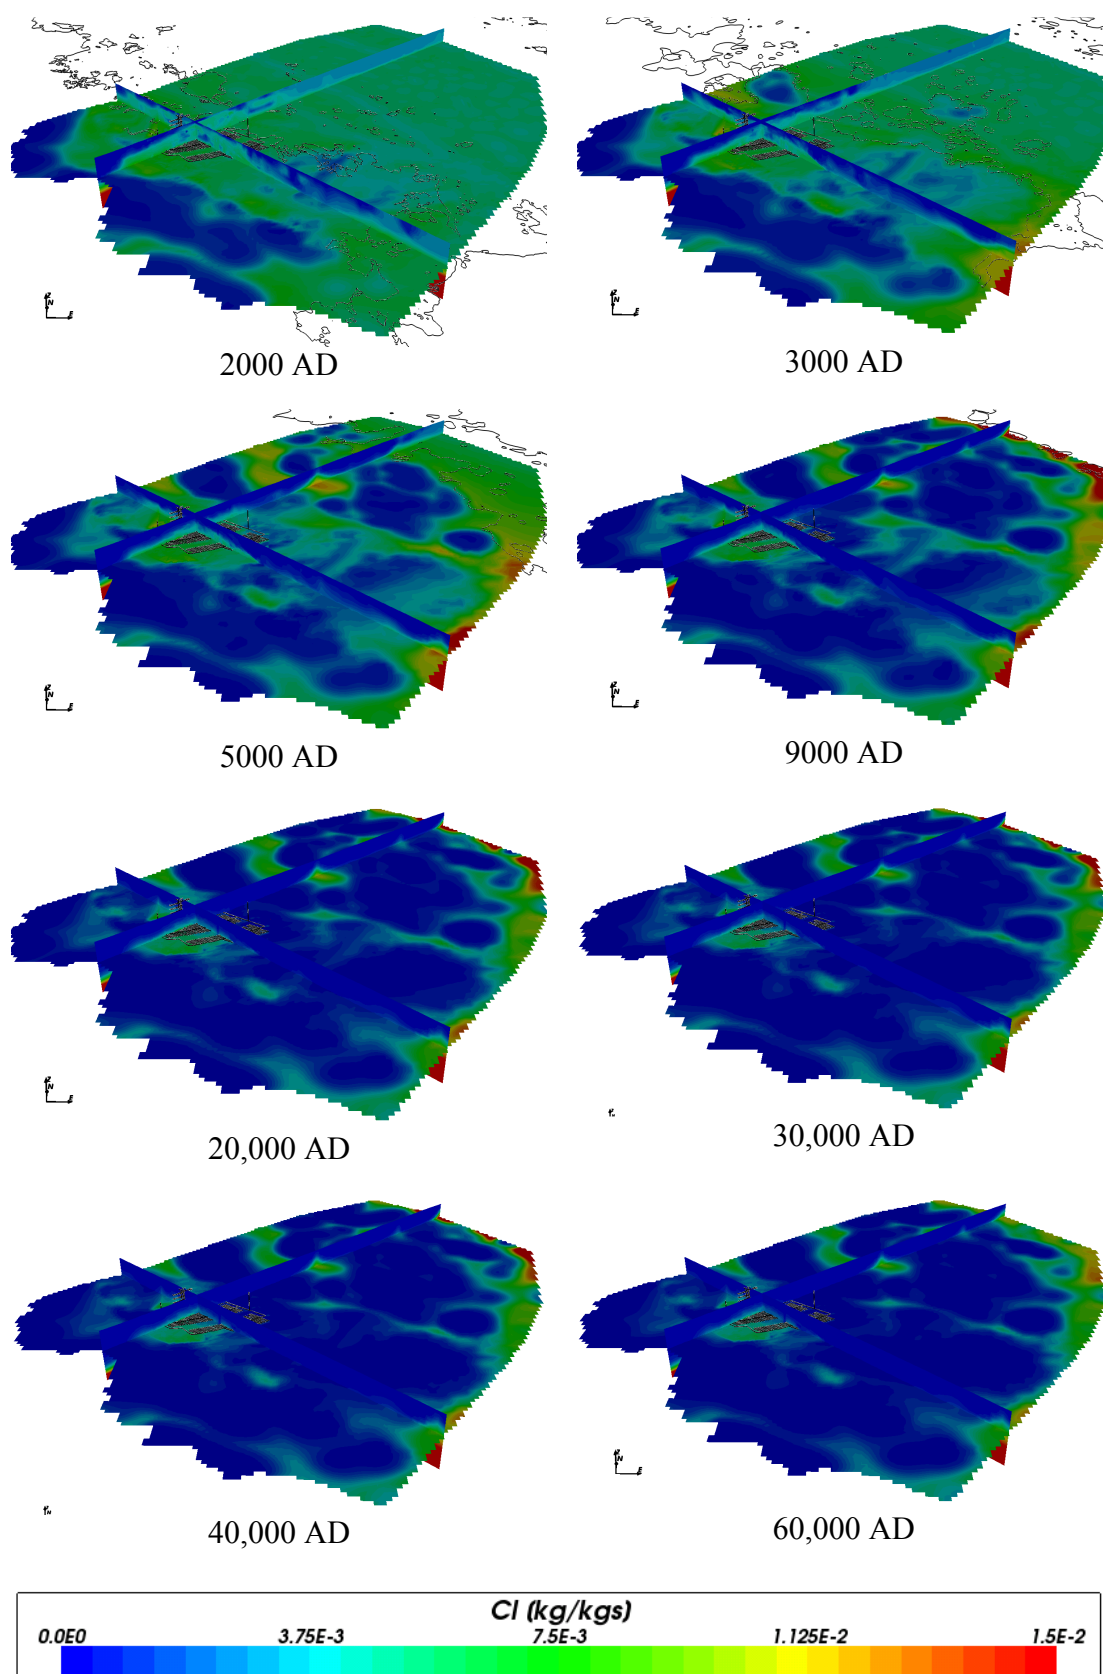 2000 AD
3000 AD
5000 AD
9000 AD
20,000 AD
30,000 AD
40,000 AD
60,000 AD
Cl (kg/kgs)
0.0E0 3.75E-3 7.5E-3 1.125E-2 1.5E-2